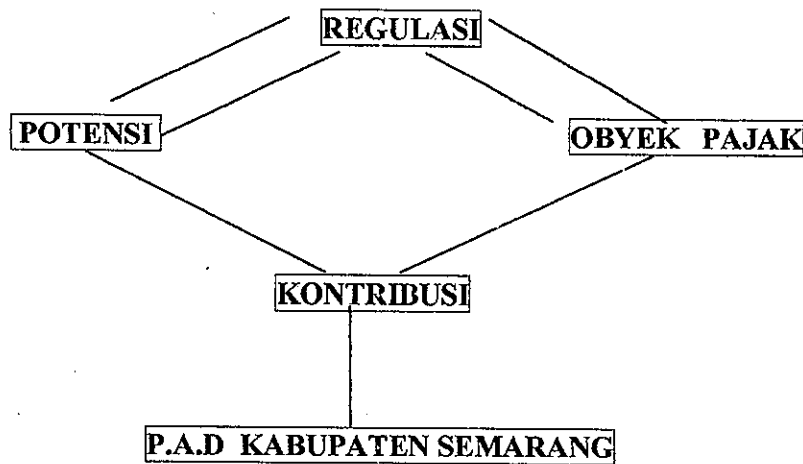 REGULASI
POTENSI
OBYEK PAJAK
KONTRIBUSI
P.A.D KABUPATEN SEMARANG